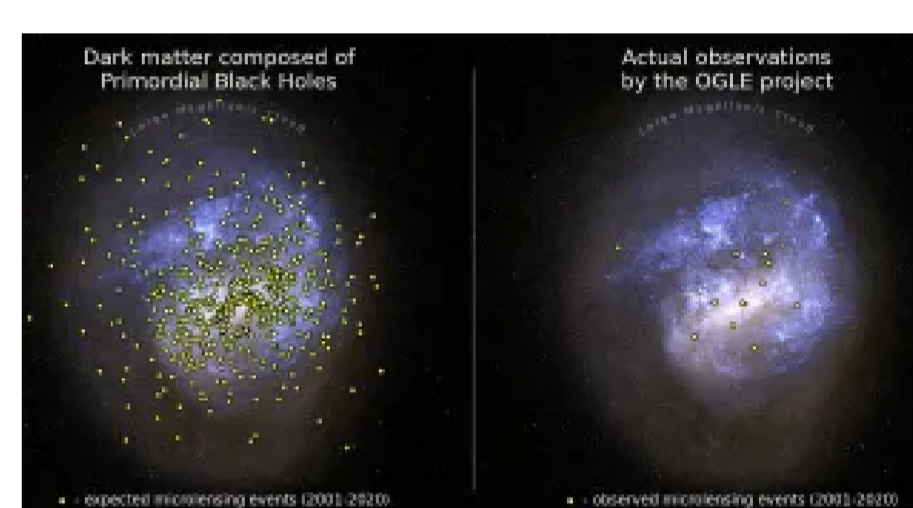 Dark matter composed of
Primordial Black Holes
Large Magellanic Cloud
- expected microlensing events (2001-2020)
Actual observations
by the OGLE project
Large Magellanic Cloud
- observed microlensing events (2001-2020)